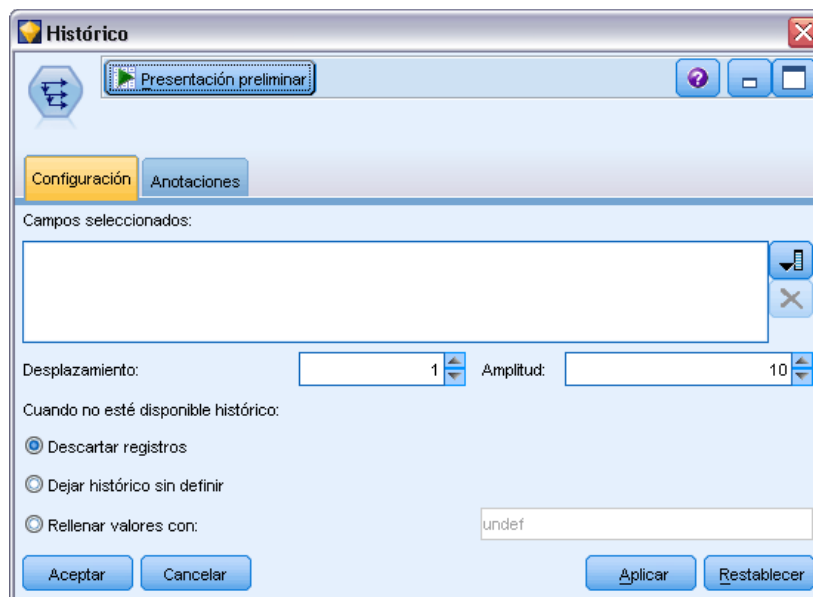 Histórico
Presentación preliminar
Configuración Anotaciones
Campos seleccionados:
Desplazamiento: 1 Amplitud: 10
Cuando no esté disponible histórico:
Descartar registros
Dejar histórico sin definir
Rellenar valores con: undef
Aceptar Cancelar Aplicar Restablecer